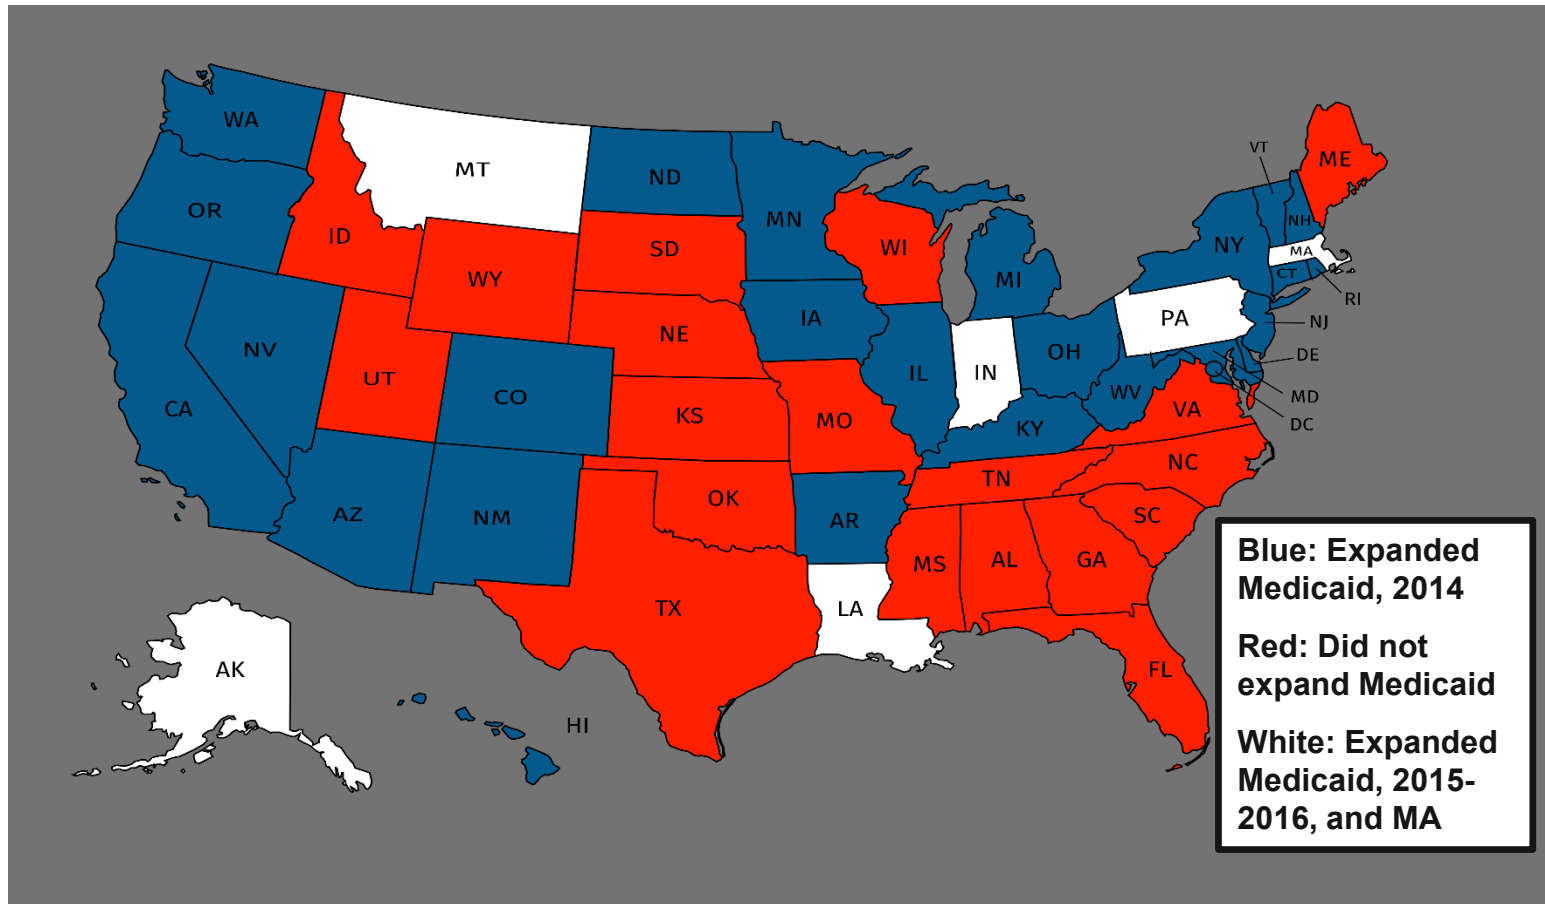 WA
MT
ND
MN
OR
ID
SD
WI
WY
NE
IA
MI
NY
VT
NH
ME
MA
CT
RI
PA
NJ
NV
UT
CO
CA
KS
MO
IL
IN
OH
WV
DE
MD
DC
VA
KY
AZ
NM
OK
AR
TN
NC
SC
MS
AL
GA
TX
LA
FL
AK
HI
Blue: Expanded
Medicaid, 2014
Red: Did not
expand Medicaid
White: Expanded
Medicaid, 2015-
2016, and MA